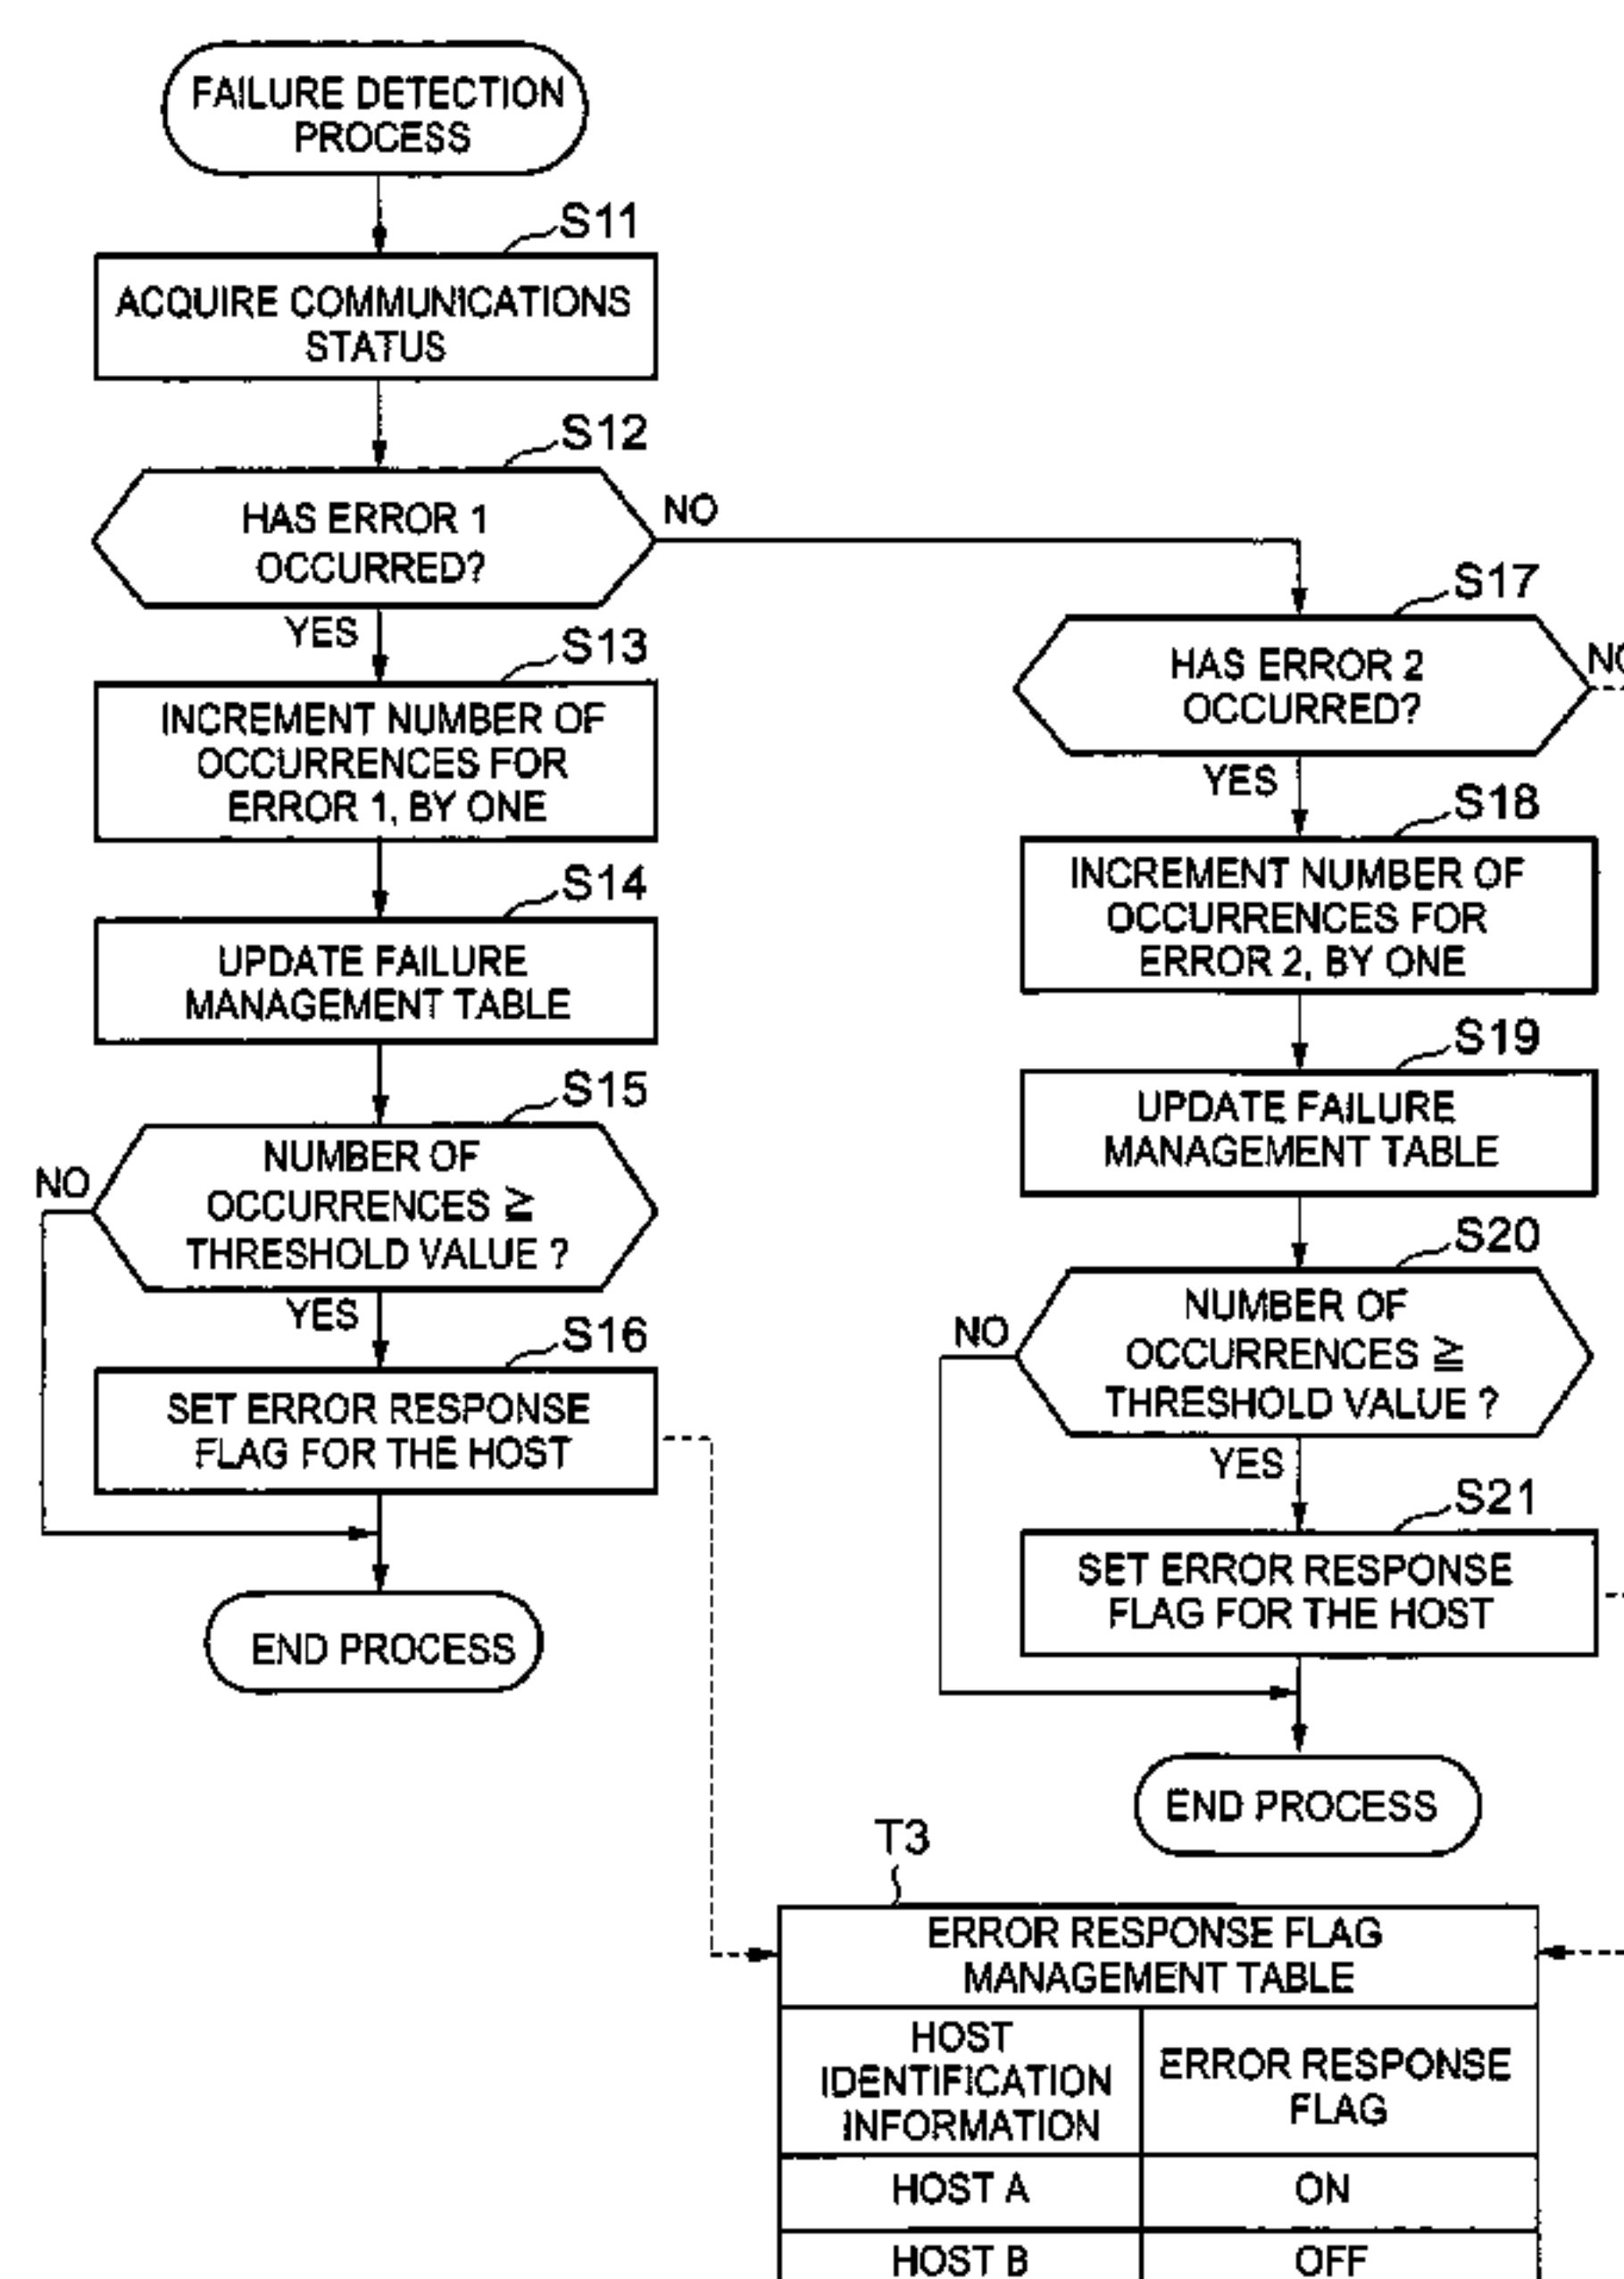 FAILURE DETECTION
PROCESS
S11
ACQUIRE COMMUNICATIONS
STATUS
S12
HAS ERROR 1
OCCURRED?
NO
YES
S13
INCREMENT NUMBER OF
OCCURRENCES FOR
ERROR 1, BY ONE
S14
UPDATE FAILURE
MANAGEMENT TABLE
S15
NUMBER OF
OCCURRENCES ≧
THRESHOLD VALUE ?
NO
YES
S16
SET ERROR RESPONSE
FLAG FOR THE HOST
END PROCESS
S17
HAS ERROR 2
OCCURRED?
NO
YES
S18
INCREMENT NUMBER OF
OCCURRENCES FOR
ERROR 2, BY ONE
S19
UPDATE FAILURE
MANAGEMENT TABLE
S20
NUMBER OF
OCCURRENCES ≧
THRESHOLD VALUE ?
NO
YES
S21
SET ERROR RESPONSE
FLAG FOR THE HOST
END PROCESS
T3
ERROR RESPONSE FLAG
MANAGEMENT TABLE
HOST
IDENTIFICATION
INFORMATION
ERROR RESPONSE
FLAG
HOST A
ON
HOST B
OFF